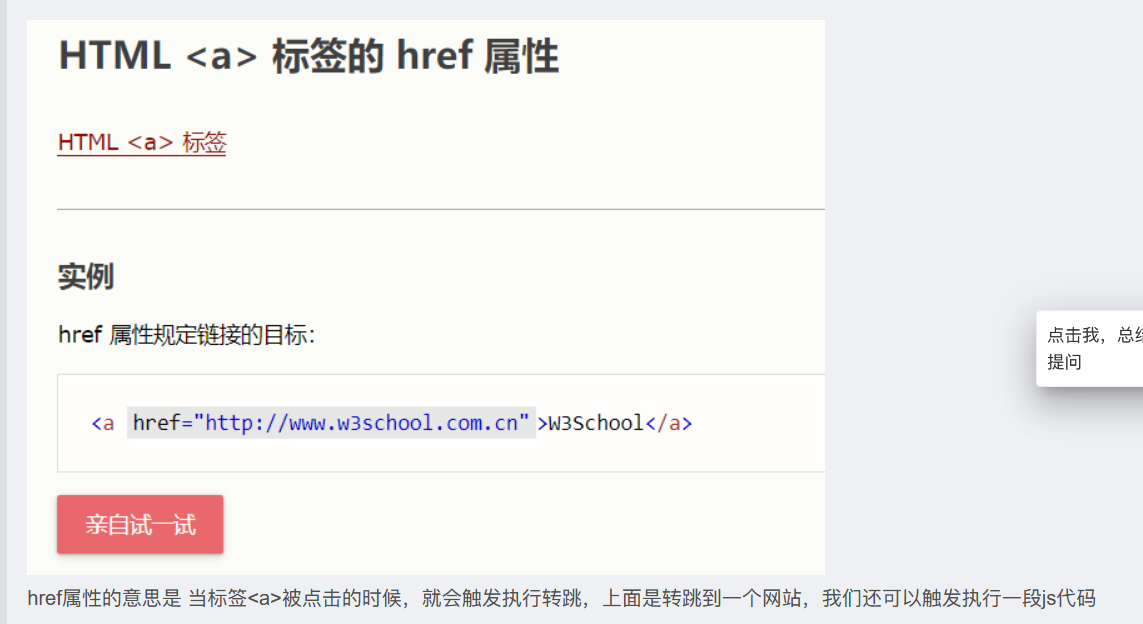 HTML <a> 标签的 href 属性
HTML <a> 标签
实例
href 属性规定链接的目标：
<a href="http://www.w3school.com.cn">W3School</a>
点击我，总结
提问
亲自试一试
href属性的意思是 当标签<a>被点击的时候，就会触发执行转跳，上面是转跳到一个网站，我们还可以触发执行一段js代码